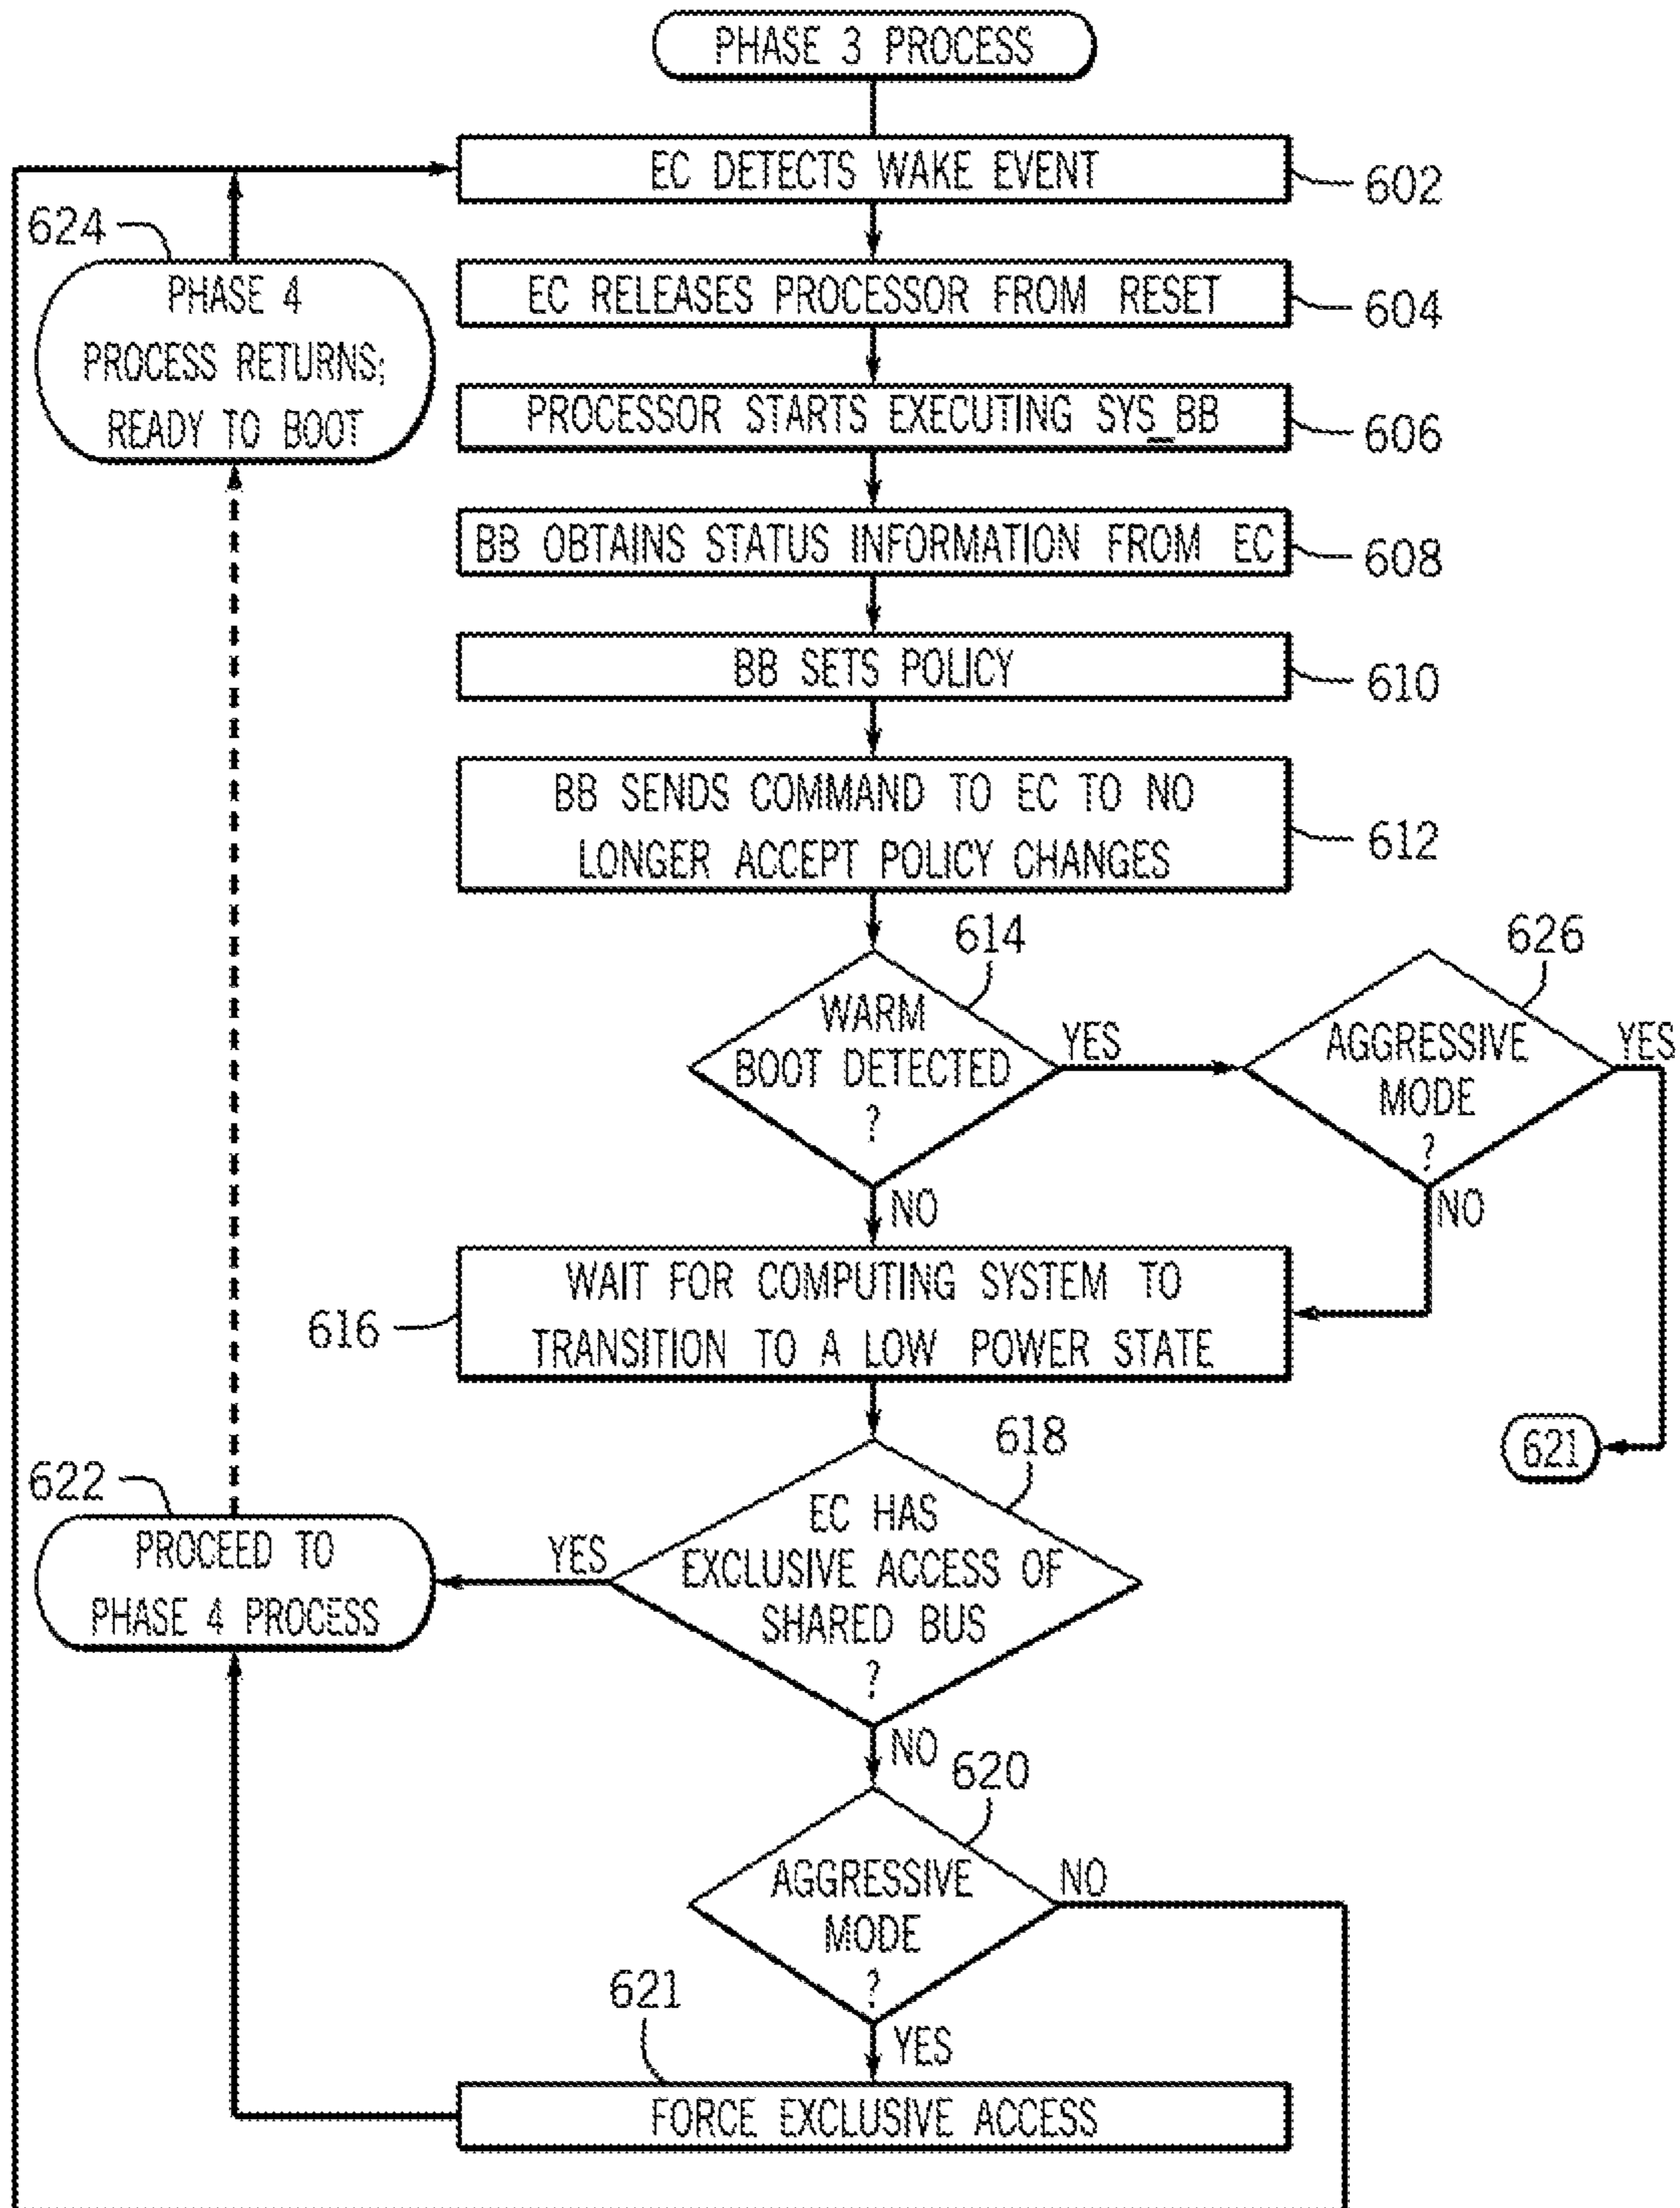 PHASE 3 PROCESS
EC DETECTS WAKE EVENT
602
624
PHASE 4
PROCESS RETURNS;
READY TO BOOT
EC RELEASES PROCESSOR FROM RESET
604
PROCESSOR STARTS EXECUTING SYS_BB
606
BB OBTAINS STATUS INFORMATION FROM EC
608
BB SETS POLICY
610
BB SENDS COMMAND TO EC TO NO
LONGER ACCEPT POLICY CHANGES
612
614
WARM
BOOT DETECTED
?
YES
NO
626
AGGRESSIVE
MODE
?
YES
NO
616
WAIT FOR COMPUTING SYSTEM TO
TRANSITION TO A LOW POWER STATE
621
618
EC HAS
EXCLUSIVE ACCESS OF
SHARED BUS
?
YES
NO
622
PROCEED TO
PHASE 4 PROCESS
620
AGGRESSIVE
MODE
?
NO
YES
621
FORCE EXCLUSIVE ACCESS